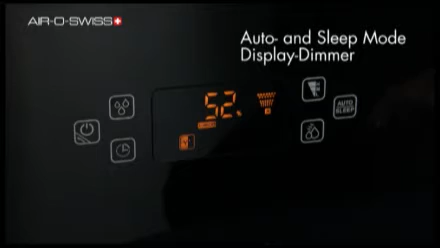 AIR-O-SWISS
Auto- and Sleep Mode
Display-Dimmer
52%
AUTO
SLEEP